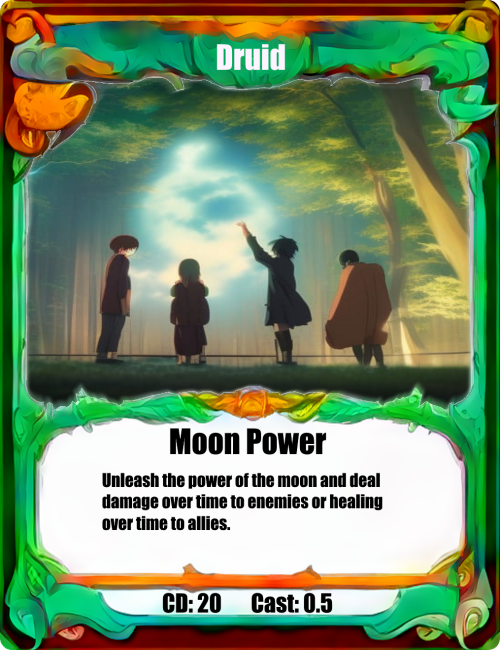 Druid
Moon Power
Unleash the power of the moon and deal
damage over time to enemies or healing
over time to allies.
CD: 20 Cast: 0.5